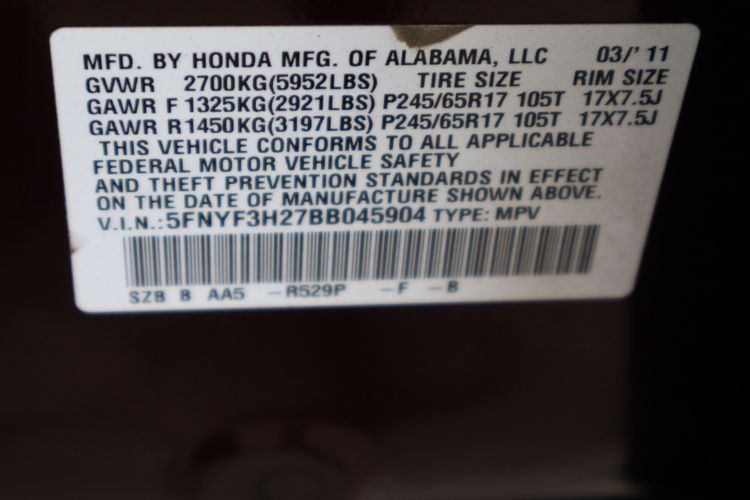 MFD. BY HONDA MFG. OF ALABAMA, LLC 03/'11
GVWR 2700KG(5952LBS) TIRE SIZE RIM SIZE
GAWR F 1325KG(2921LBS) P245/65R17 105T 17X7.5J
GAWR R 1450KG(3197LBS) P245/65R17 105T 17X7.5J
THIS VEHICLE CONFORMS TO ALL APPLICABLE
FEDERAL MOTOR VEHICLE SAFETY
AND THEFT PREVENTION STANDARDS IN EFFECT
ON THE DATE OF MANUFACTURE SHOWN ABOVE.
V.I.N.:5FNYF3H27BB045904 TYPE: MPV
SZB B AA5 -R529P -F -B